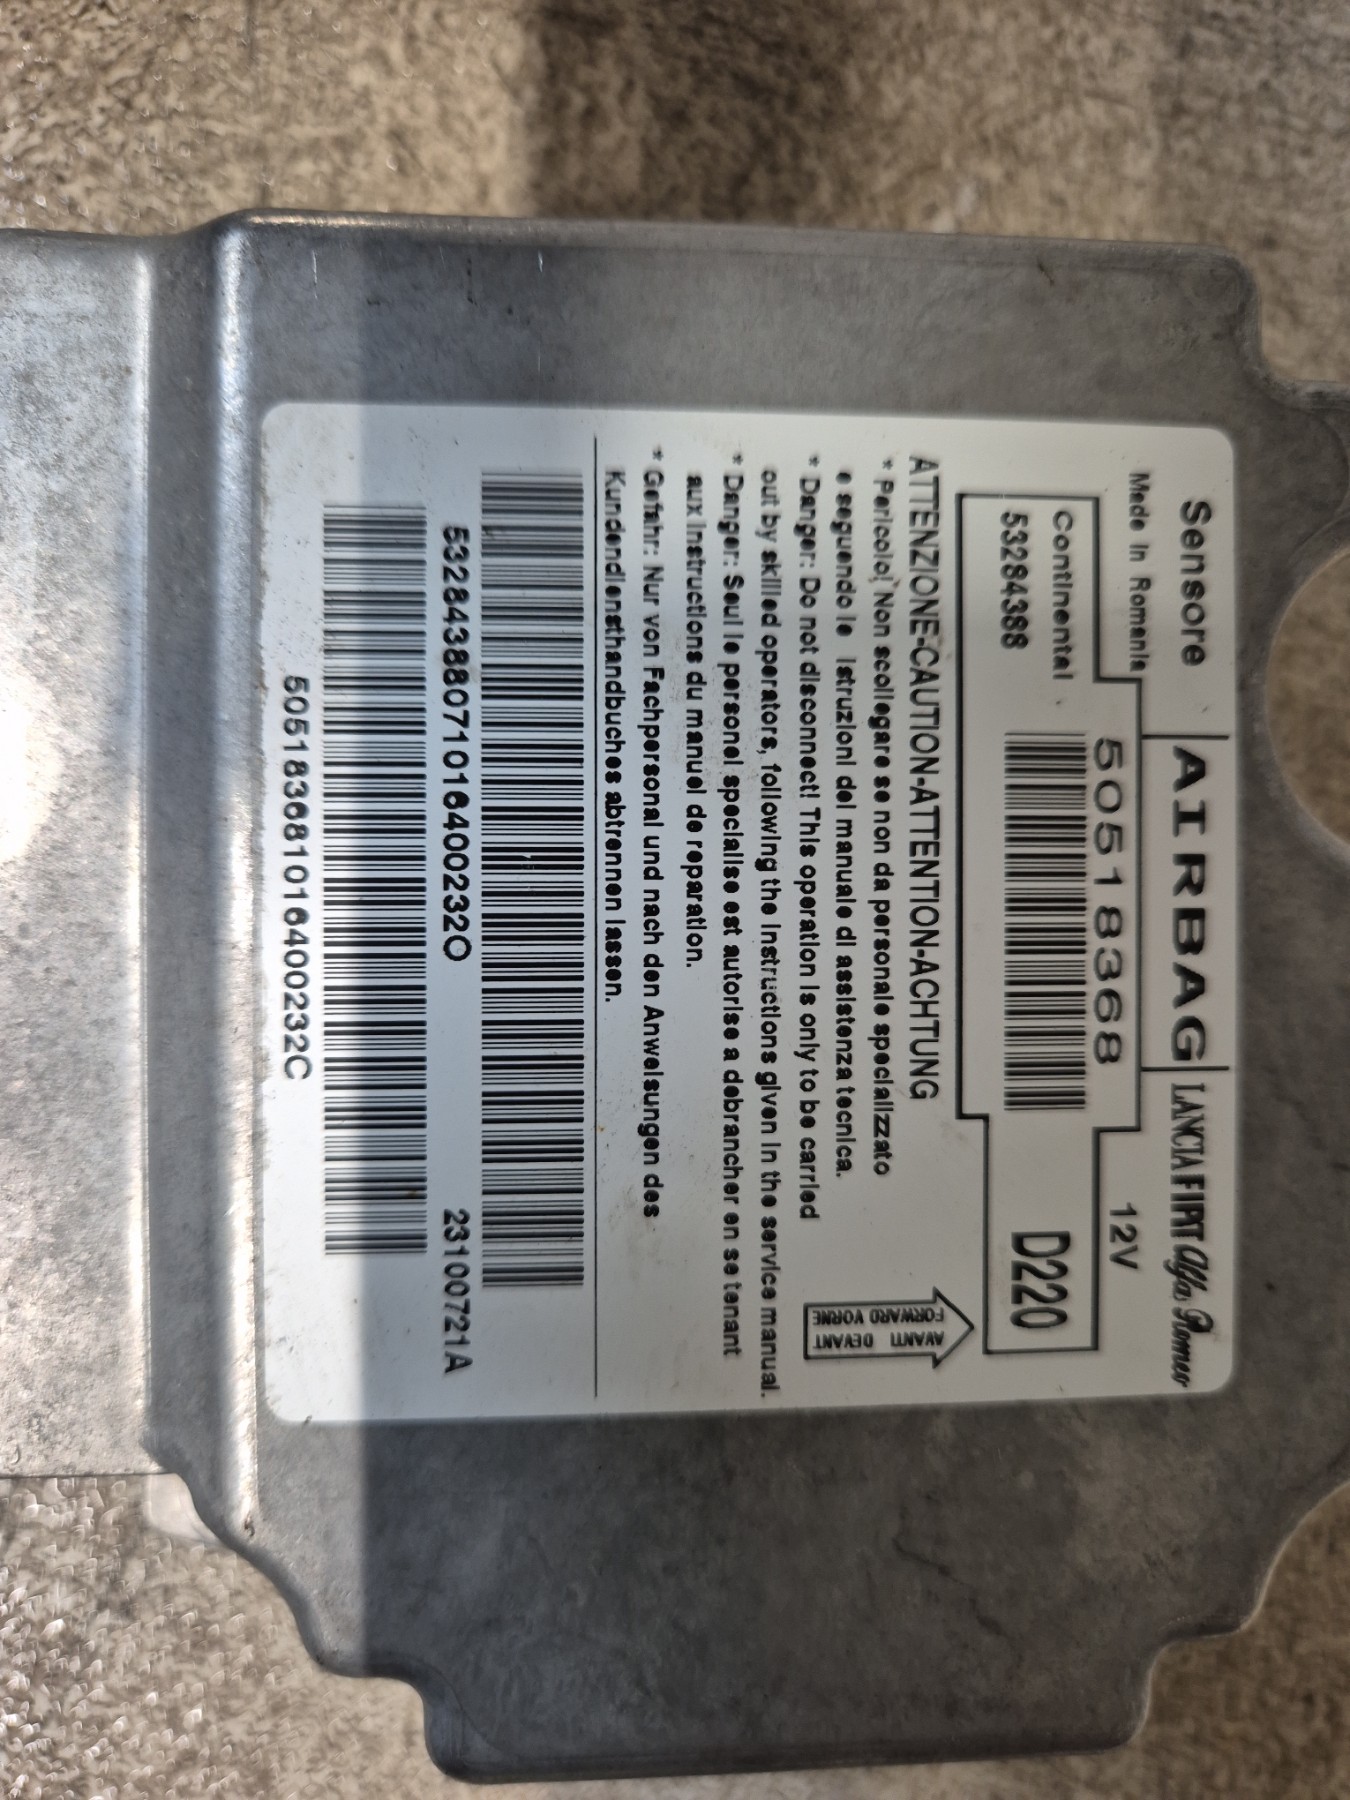 Sensore AIRBAG LANCIA FIAT Alfa Romeo
Made in Romania 50518368 12V
Continental
53284388
D220
ATTENZIONE-CAUTION-ATTENTION-ACHTUNG
* Pericolo! Non scollegare se non da personale specializzato
e seguendo le istruzioni del manuale di assistenza tecnica.
* Danger: Do not disconnect! This operation is only to be carried
out by skilled operators, following the instructions given in the service manual.
* Danger: Seul le personel specialise est autorise a debrancher en se tenant
aux instructions du manuel de reparation.
* Gefahr: Nur von Fachpersonal und nach den Anweisungen des
Kundendiensthandbuches abtrennen lassen.
AVANTI DEVANT
FORWARD VORNE
532843880710164002320 23100721A
505183681016400232C